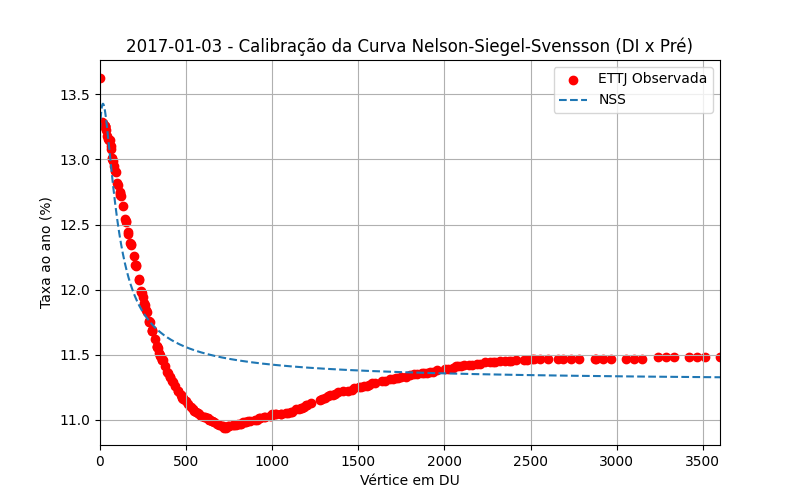 2017-01-03 - Calibração da Curva Nelson-Siegel-Svensson (DI x Pré)
ETTJ Observada
NSS
Taxa ao ano (%)
13.5
13.0
12.5
12.0
11.5
11.0
0 500 1000 1500 2000 2500 3000 3500
Vértice em DU